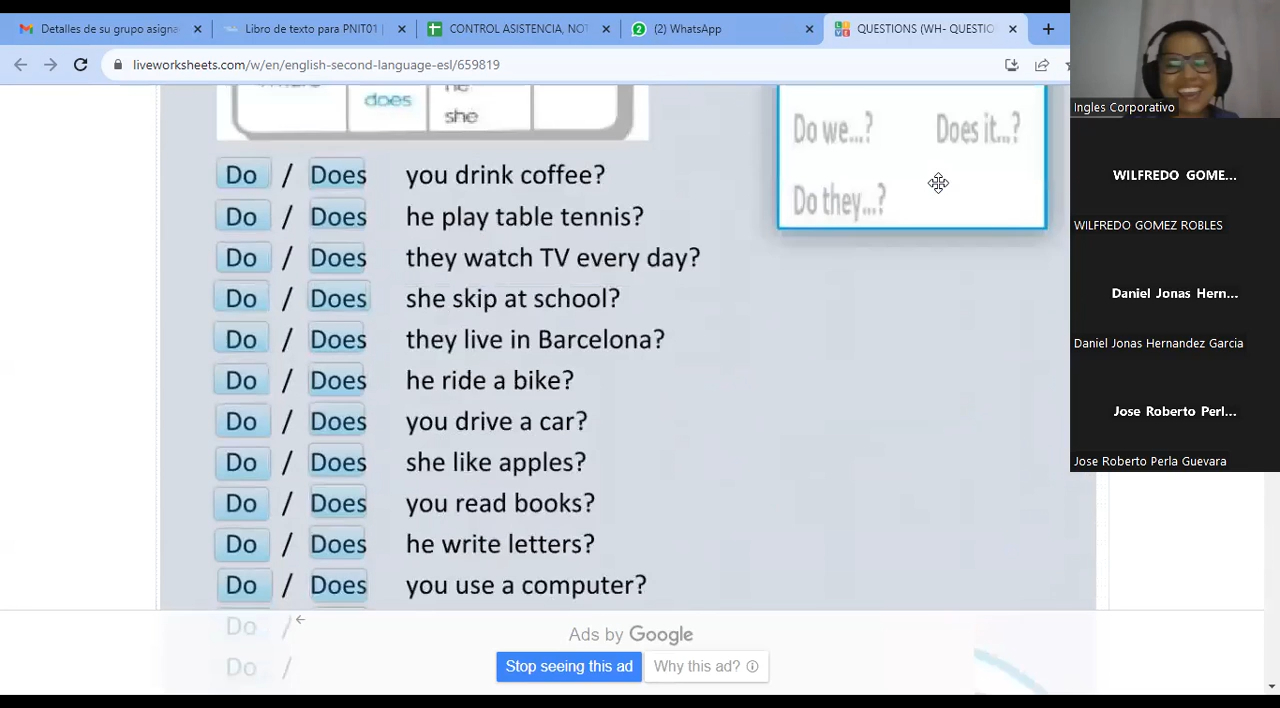 Detalles de su grupo asigna
Libro de texto para PNIT01 |
CONTROL ASISTENCIA, NOT
(2) WhatsApp
QUESTIONS (WH- QUESTIO
liveworksheets.com/w/en/english-second-language-esl/659819
Ingles Corporativo
does
he
she
Do we...? Does it...?
Do they...?
Do / Does you drink coffee?
Do / Does he play table tennis?
Do / Does they watch TV every day?
Do / Does she skip at school?
Do / Does they live in Barcelona?
Do / Does he ride a bike?
Do / Does you drive a car?
Do / Does she like apples?
Do / Does you read books?
Do / Does he write letters?
Do / Does you use a computer?
Do /
Do /
Ads by Google
Stop seeing this ad
Why this ad?
WILFREDO GOME...
WILFREDO GOMEZ ROBLES
Daniel Jonas Hern...
Daniel Jonas Hernandez Garcia
Jose Roberto Perl...
Jose Roberto Perla Guevara